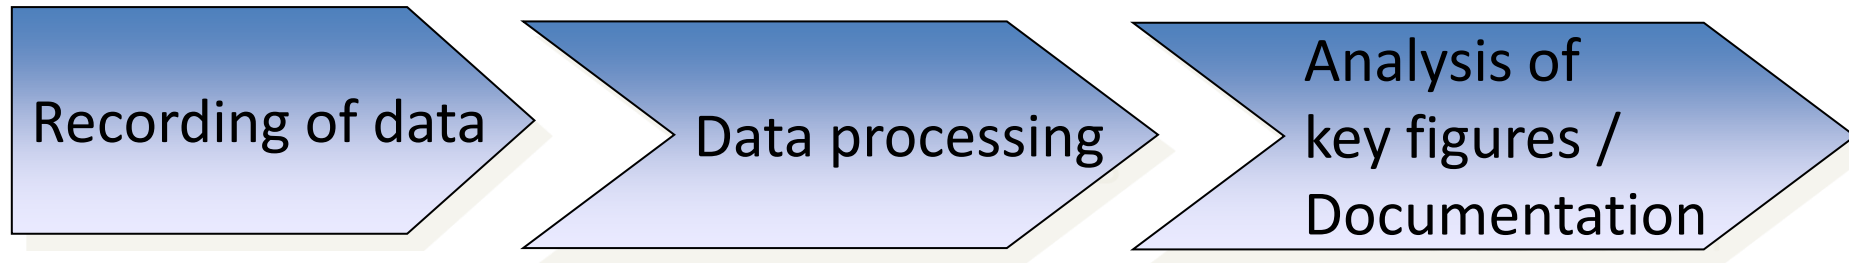 Recording of data
Data processing
Analysis of
key figures /
Documentation